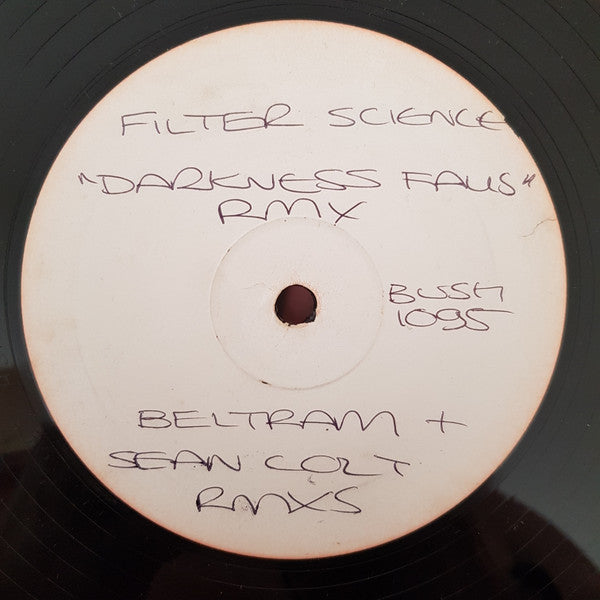 FILTER SCIENCE
"DARKNESS FALLS"
RMX
BUSH
1095
BELTRAM +
SEAN COLT
RMXS